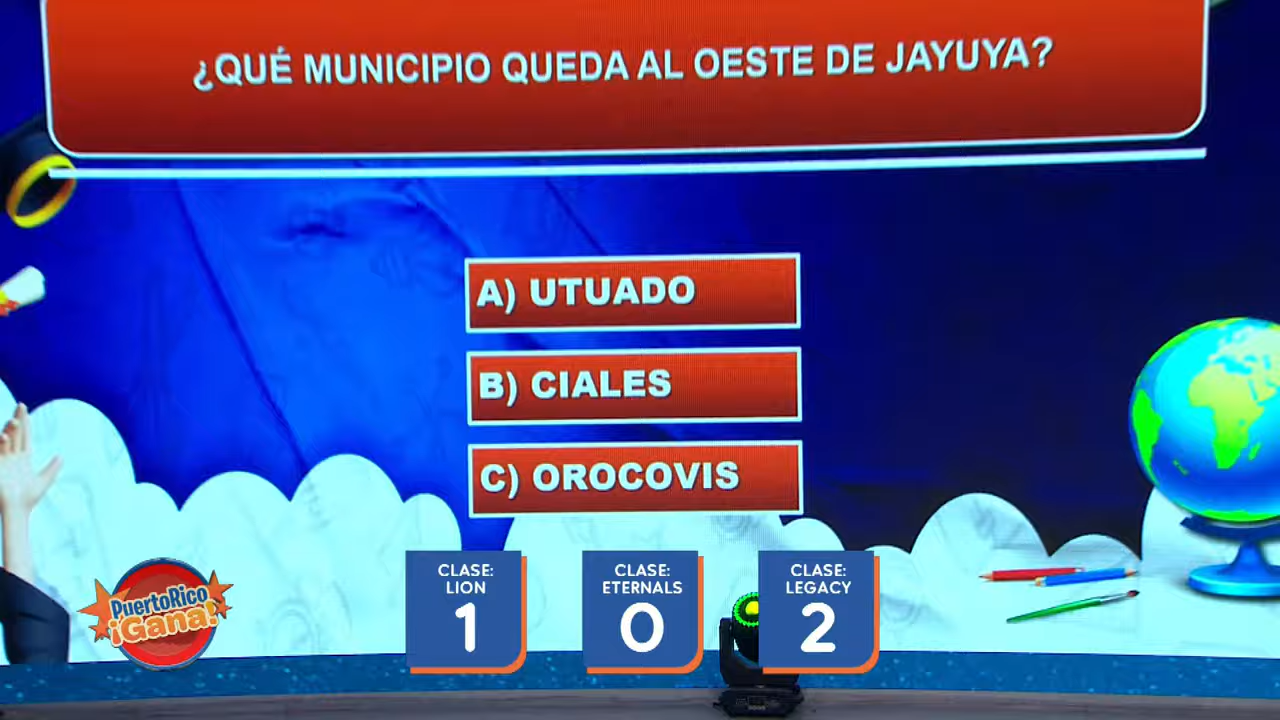 ¿QUÉ MUNICIPIO QUEDA AL OESTE DE JAYUYA?
A) UTUADO
B) CIALES
C) OROCOVIS
PuertoRico
¡Gana!
CLASE:
LION
1
CLASE:
ETERNALS
0
CLASE:
LEGACY
2